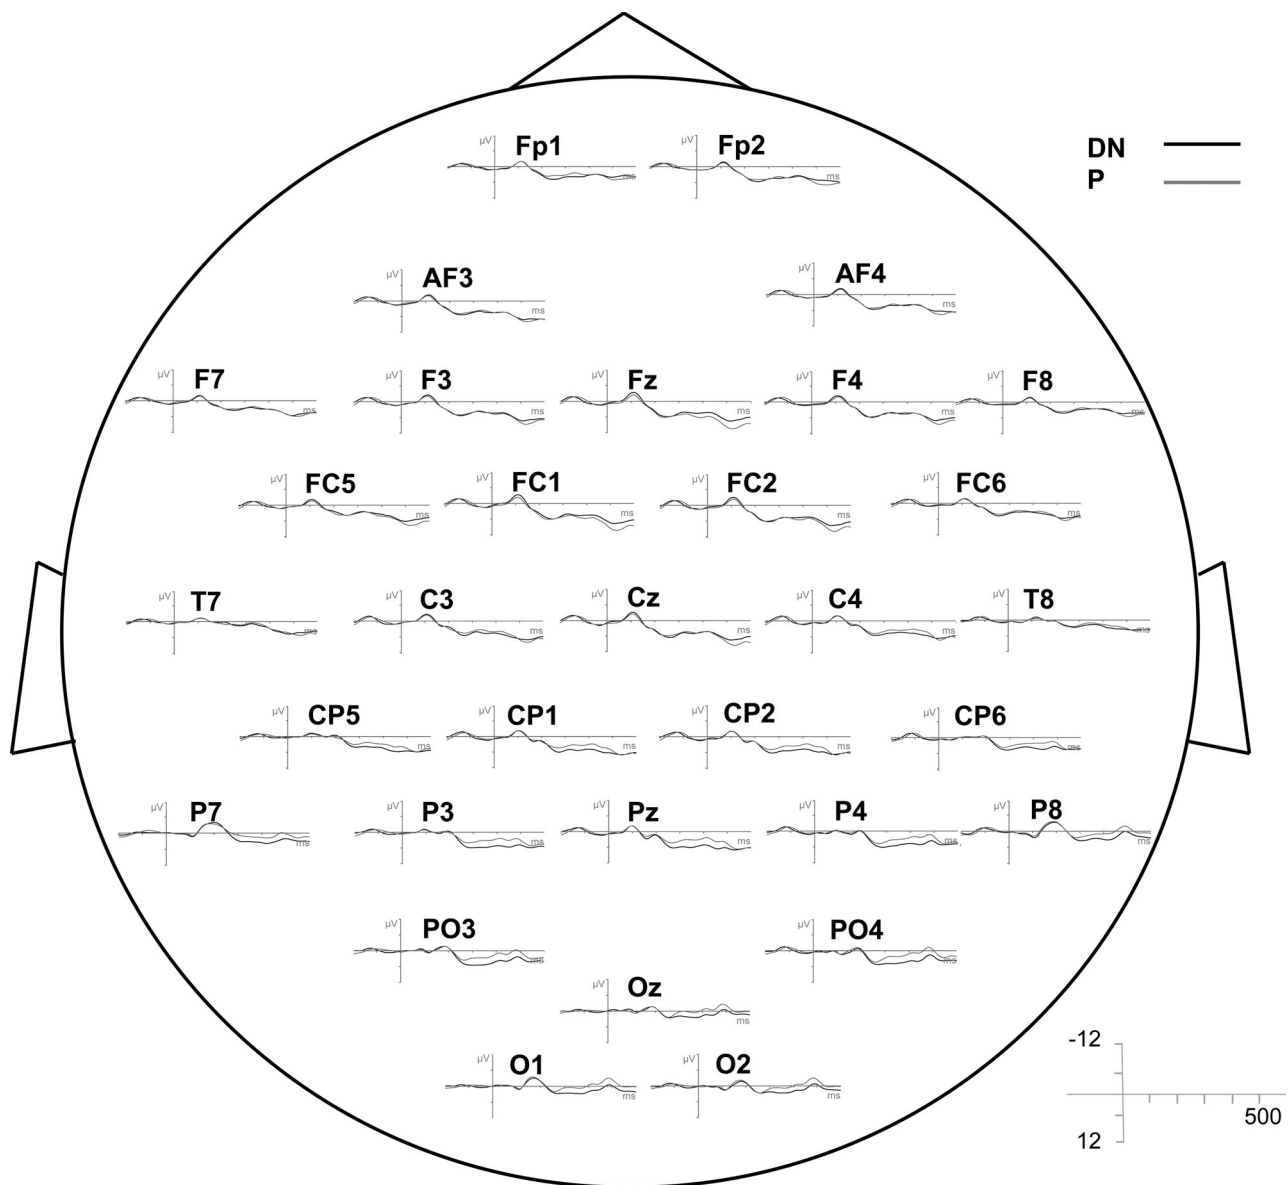 µV Fp1 ms
µV Fp2 ms
DN
P
µV AF3 ms
µV AF4 ms
µV F7 ms
µV F3 ms
µV Fz ms
µV F4 ms
µV F8 ms
µV FC5 ms
µV FC1 ms
µV FC2 ms
µV FC6 ms
µV T7 ms
µV C3 ms
µV Cz ms
µV C4 ms
µV T8 ms
µV CP5 ms
µV CP1 ms
µV CP2 ms
µV CP6 ms
µV P7 ms
µV P3 ms
µV Pz ms
µV P4 ms
µV P8 ms
µV PO3 ms
µV PO4 ms
µV Oz ms
µV O1 ms
µV O2 ms
-12
500
12